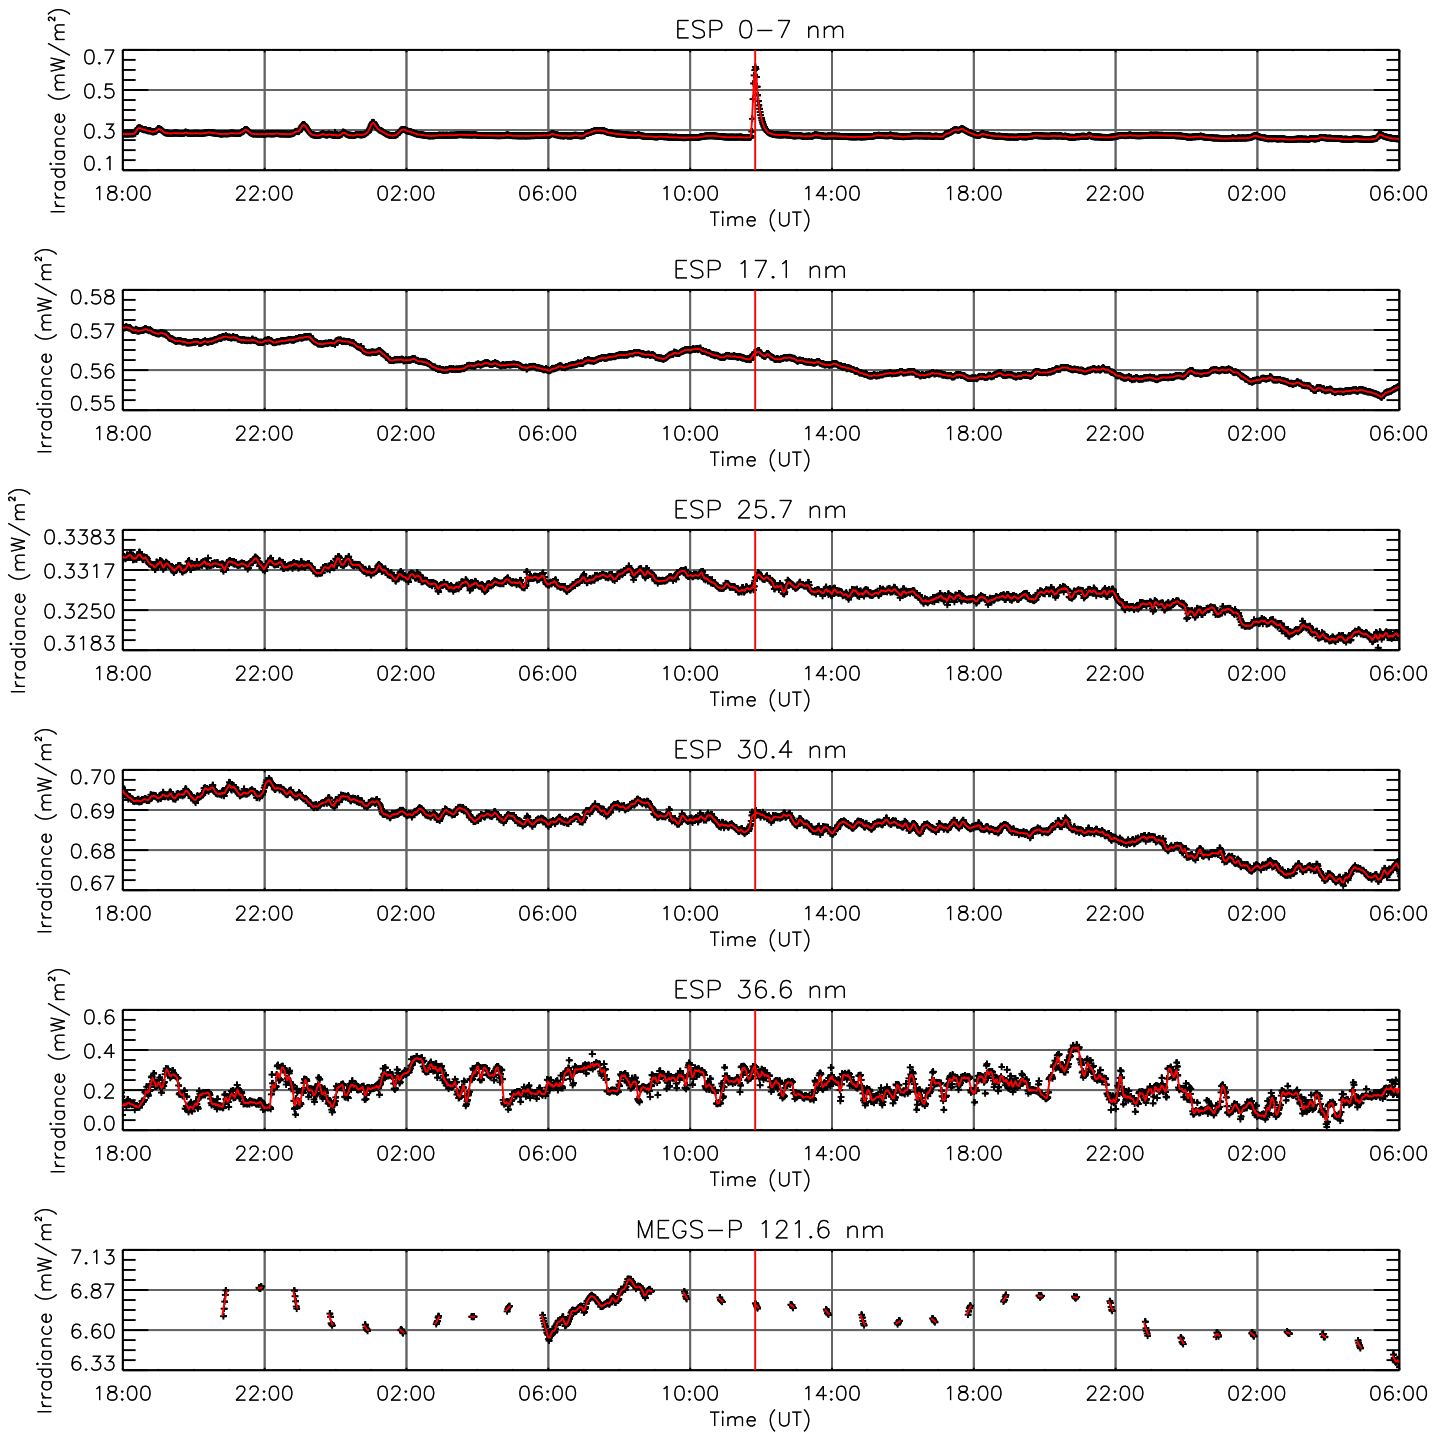 ESP 0-7 nm
Irradiance (mW/m²)
0.7
0.5
0.3
0.1
18:00 22:00 02:00 06:00 10:00 14:00 18:00 22:00 02:00 06:00
Time (UT)
ESP 17.1 nm
Irradiance (mW/m²)
0.58
0.57
0.56
0.55
18:00 22:00 02:00 06:00 10:00 14:00 18:00 22:00 02:00 06:00
Time (UT)
ESP 25.7 nm
Irradiance (mW/m²)
0.3383
0.3317
0.3250
0.3183
18:00 22:00 02:00 06:00 10:00 14:00 18:00 22:00 02:00 06:00
Time (UT)
ESP 30.4 nm
Irradiance (mW/m²)
0.70
0.69
0.68
0.67
18:00 22:00 02:00 06:00 10:00 14:00 18:00 22:00 02:00 06:00
Time (UT)
ESP 36.6 nm
Irradiance (mW/m²)
0.6
0.4
0.2
0.0
18:00 22:00 02:00 06:00 10:00 14:00 18:00 22:00 02:00 06:00
Time (UT)
MEGS-P 121.6 nm
Irradiance (mW/m²)
7.13
6.87
6.60
6.33
18:00 22:00 02:00 06:00 10:00 14:00 18:00 22:00 02:00 06:00
Time (UT)